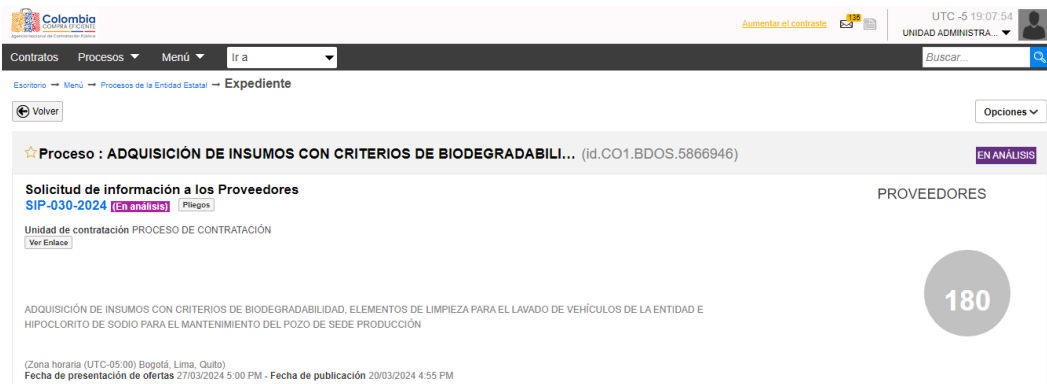 Colombia
COMPRA EFICIENTE
Agencia Nacional de Contratación Pública
Aumentar el contraste
138
UTC -5 19:07:54
UNIDAD ADMINISTRA...
Contratos Procesos Menú Ir a Buscar...
Escritorio → Menú → Procesos de la Entidad Estatal → Expediente
Volver
Opciones
Proceso : ADQUISICIÓN DE INSUMOS CON CRITERIOS DE BIODEGRADABILI... (id.CO1.BDOS.5866946)
EN ANÁLISIS
Solicitud de información a los Proveedores
SIP-030-2024 (En análisis) Pliegos
Unidad de contratación PROCESO DE CONTRATACIÓN
Ver Enlace
PROVEEDORES
180
ADQUISICIÓN DE INSUMOS CON CRITERIOS DE BIODEGRADABILIDAD, ELEMENTOS DE LIMPIEZA PARA EL LAVADO DE VEHÍCULOS DE LA ENTIDAD E
HIPOCLORITO DE SODIO PARA EL MANTENIMIENTO DEL POZO DE SEDE PRODUCCIÓN
(Zona horaria (UTC-05:00) Bogotá, Lima, Quito)
Fecha de presentación de ofertas 27/03/2024 5:00 PM - Fecha de publicación 20/03/2024 4:55 PM